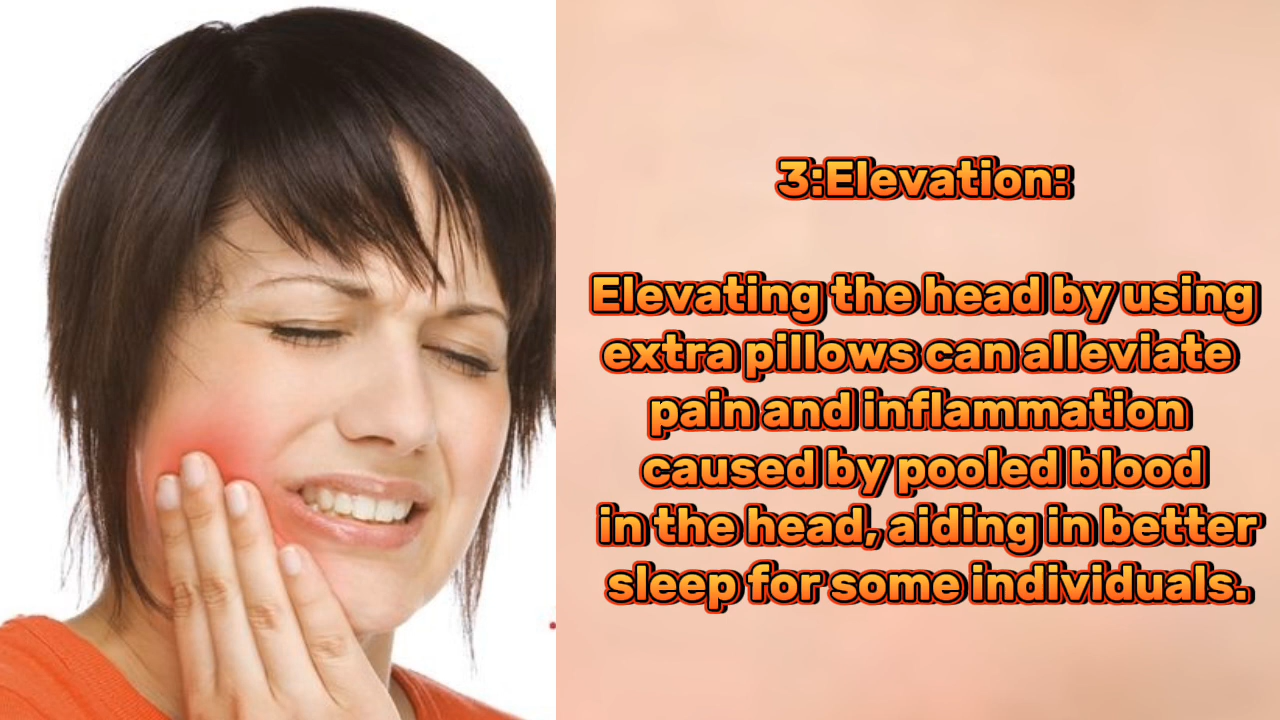 3:Elevation:
Elevating the head by using
extra pillows can alleviate
pain and inflammation
caused by pooled blood
in the head, aiding in better
sleep for some individuals.